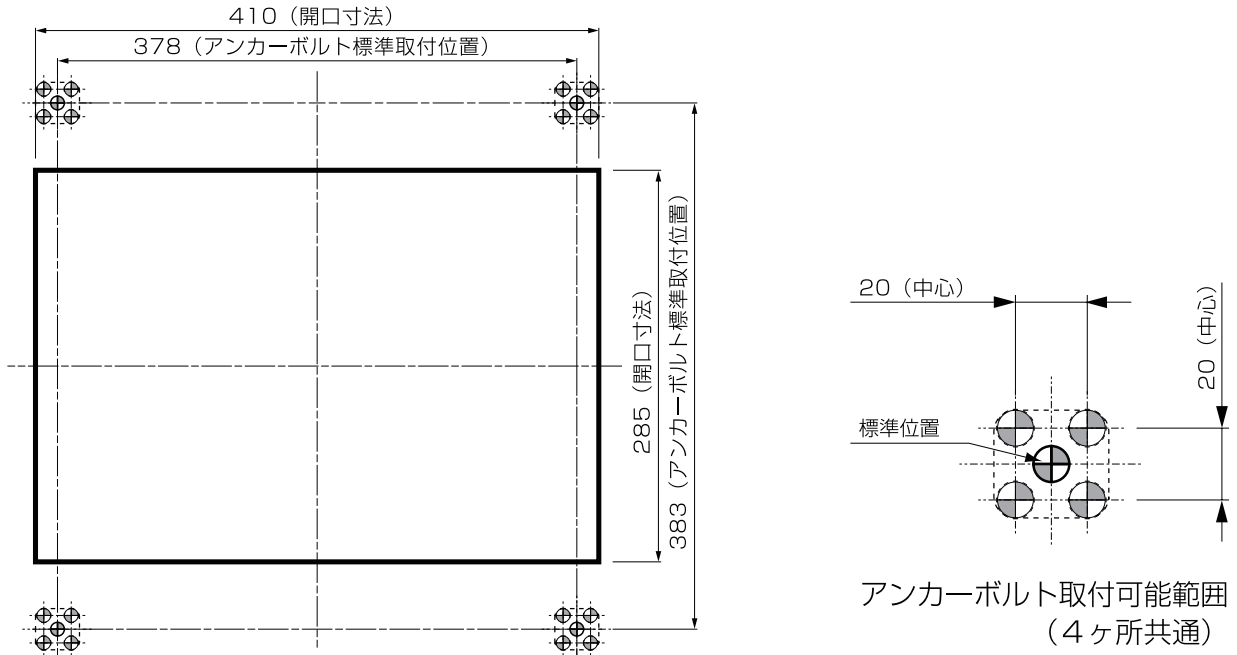 410（開口寸法）
378（アンカーボルト標準取付位置）
285（開口寸法）
383（アンカーボルト標準取付位置）
20（中心）
20（中心）
標準位置
アンカーボルト取付可能範囲
（4ヶ所共通）